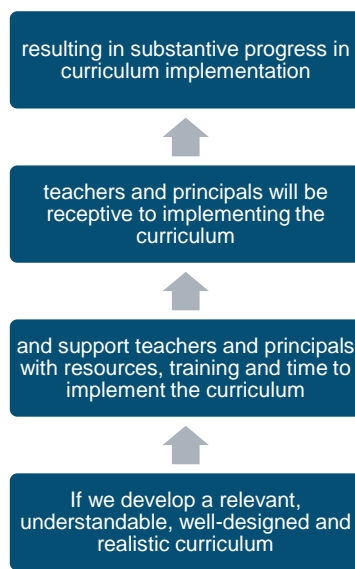 resulting in substantive progress in
curriculum implementation
teachers and principals will be
receptive to implementing the
curriculum
and support teachers and principals
with resources, training and time to
implement the curriculum
If we develop a relevant,
understandable, well-designed and
realistic curriculum